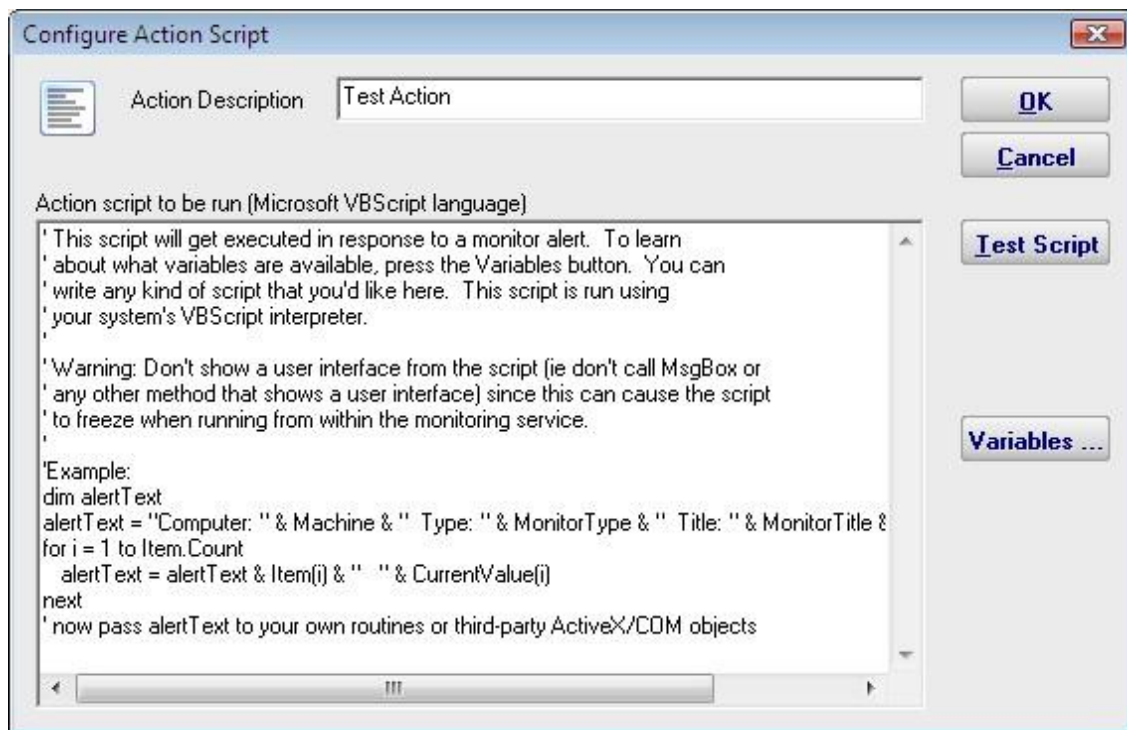 Configure Action Script
Action Description
Test Action
OK
Cancel
Action script to be run (Microsoft VBScript language)
Test Script
Variables ...
' This script will get executed in response to a monitor alert.  To learn
' about what variables are available, press the Variables button.  You can
' write any kind of script that you'd like here.  This script is run using
' your system's VBScript interpreter.
'
' Warning: Don't show a user interface from the script (ie don't call MsgBox or
' any other method that shows a user interface) since this can cause the script
' to freeze when running from within the monitoring service.
'
'Example:
dim alertText
alertText = "Computer: " & Machine & "  Type: " & MonitorType & "  Title: " & MonitorTitle &
for i = 1 to Item.Count
   alertText = alertText & Item(i) & "   " & CurrentValue(i)
next
' now pass alertText to your own routines or third-party ActiveX/COM objects